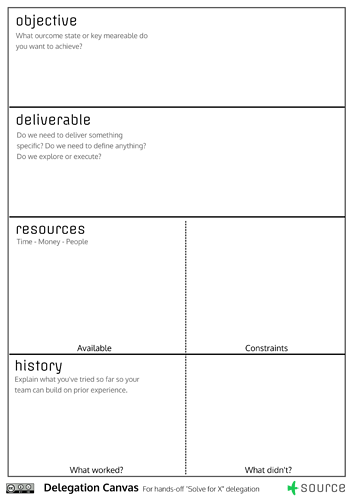 objective
What ourcome state or key meareable do
you want to achieve?
deliverable
Do we need to deliver something
specific? Do we need to define anything?
Do we explore or execute?
resources
Time - Money - People
Available
Constraints
history
Explain what you've tried so far so your
team can build on prior experience.
What worked?
What didn't?
Delegation Canvas For hands-off "Solve for X" delegation
source